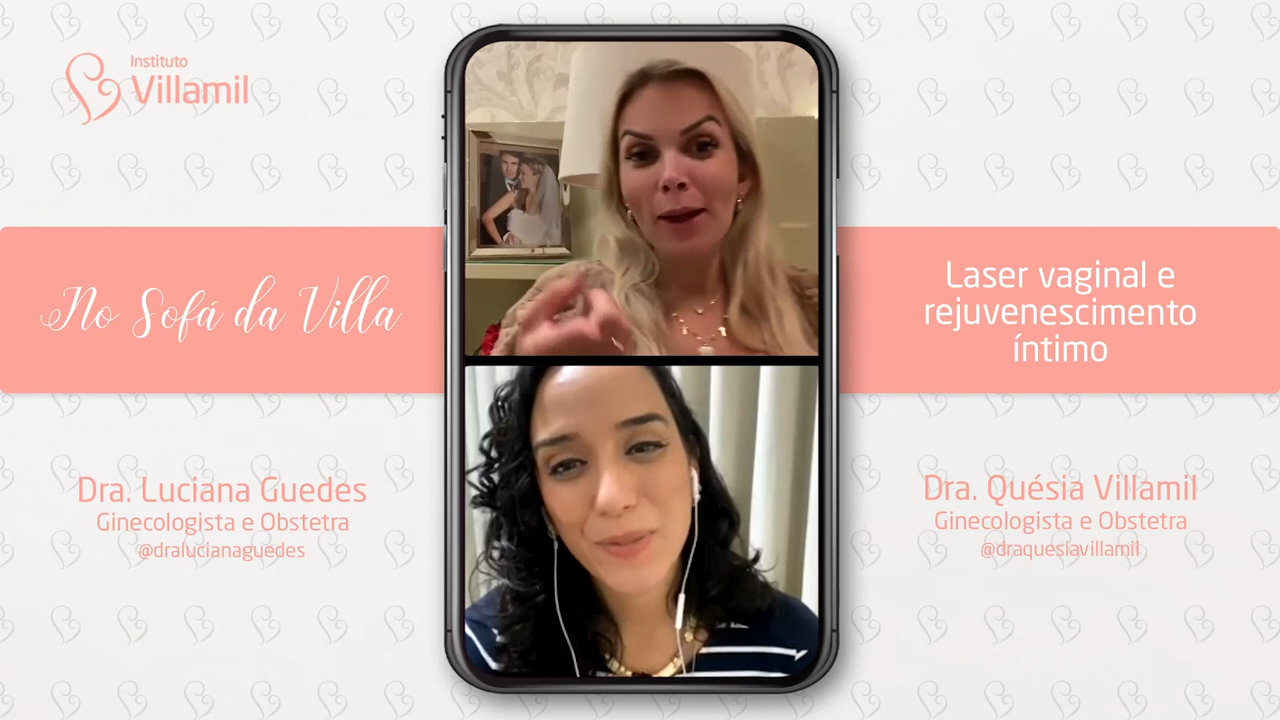 Instituto
Villamil
No Sofá da Villa
Laser vaginal e
rejuvenescimento
íntimo
Dra. Luciana Guedes
Ginecologista e Obstetra
@dralucianaguedes
Dra. Quésia Villamil
Ginecologista e Obstetra
@draquesiavillamil